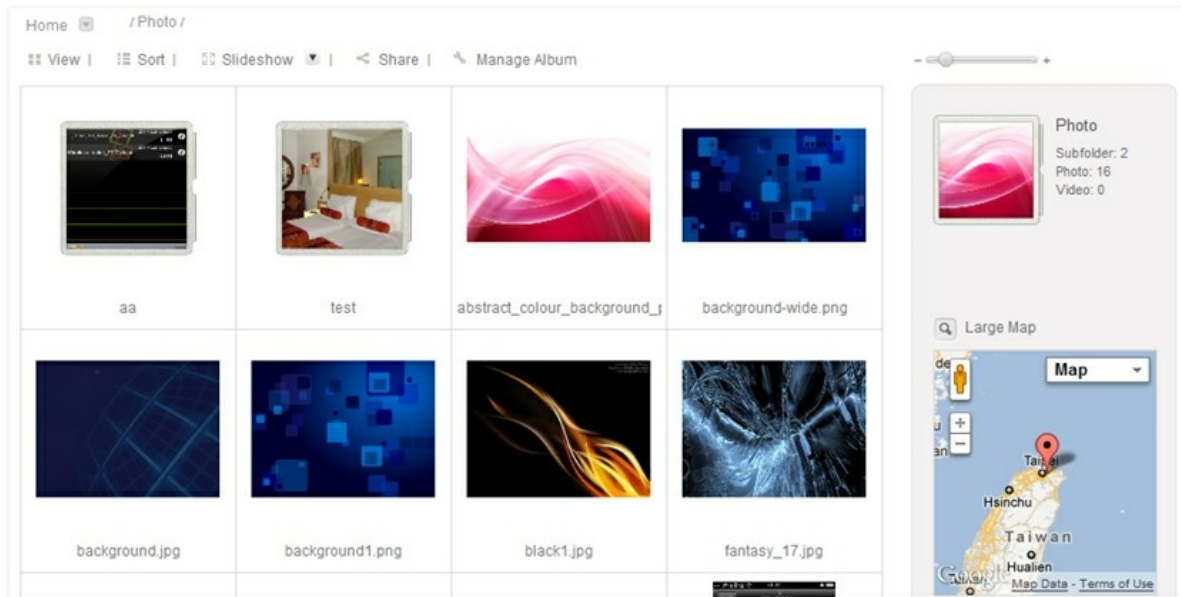 Home / Photo /
View | Sort | Slideshow | Share | Manage Album
- +
Photo
Subfolder: 2
Photo: 16
Video: 0
aa test abstract_colour_background_p background-wide.png
Large Map
Map
+
-
Taipei
Hsinchu
Taiwan
Hualien
Google
Map Data - Terms of Use
background.jpg background1.png black1.jpg fantasy_17.jpg